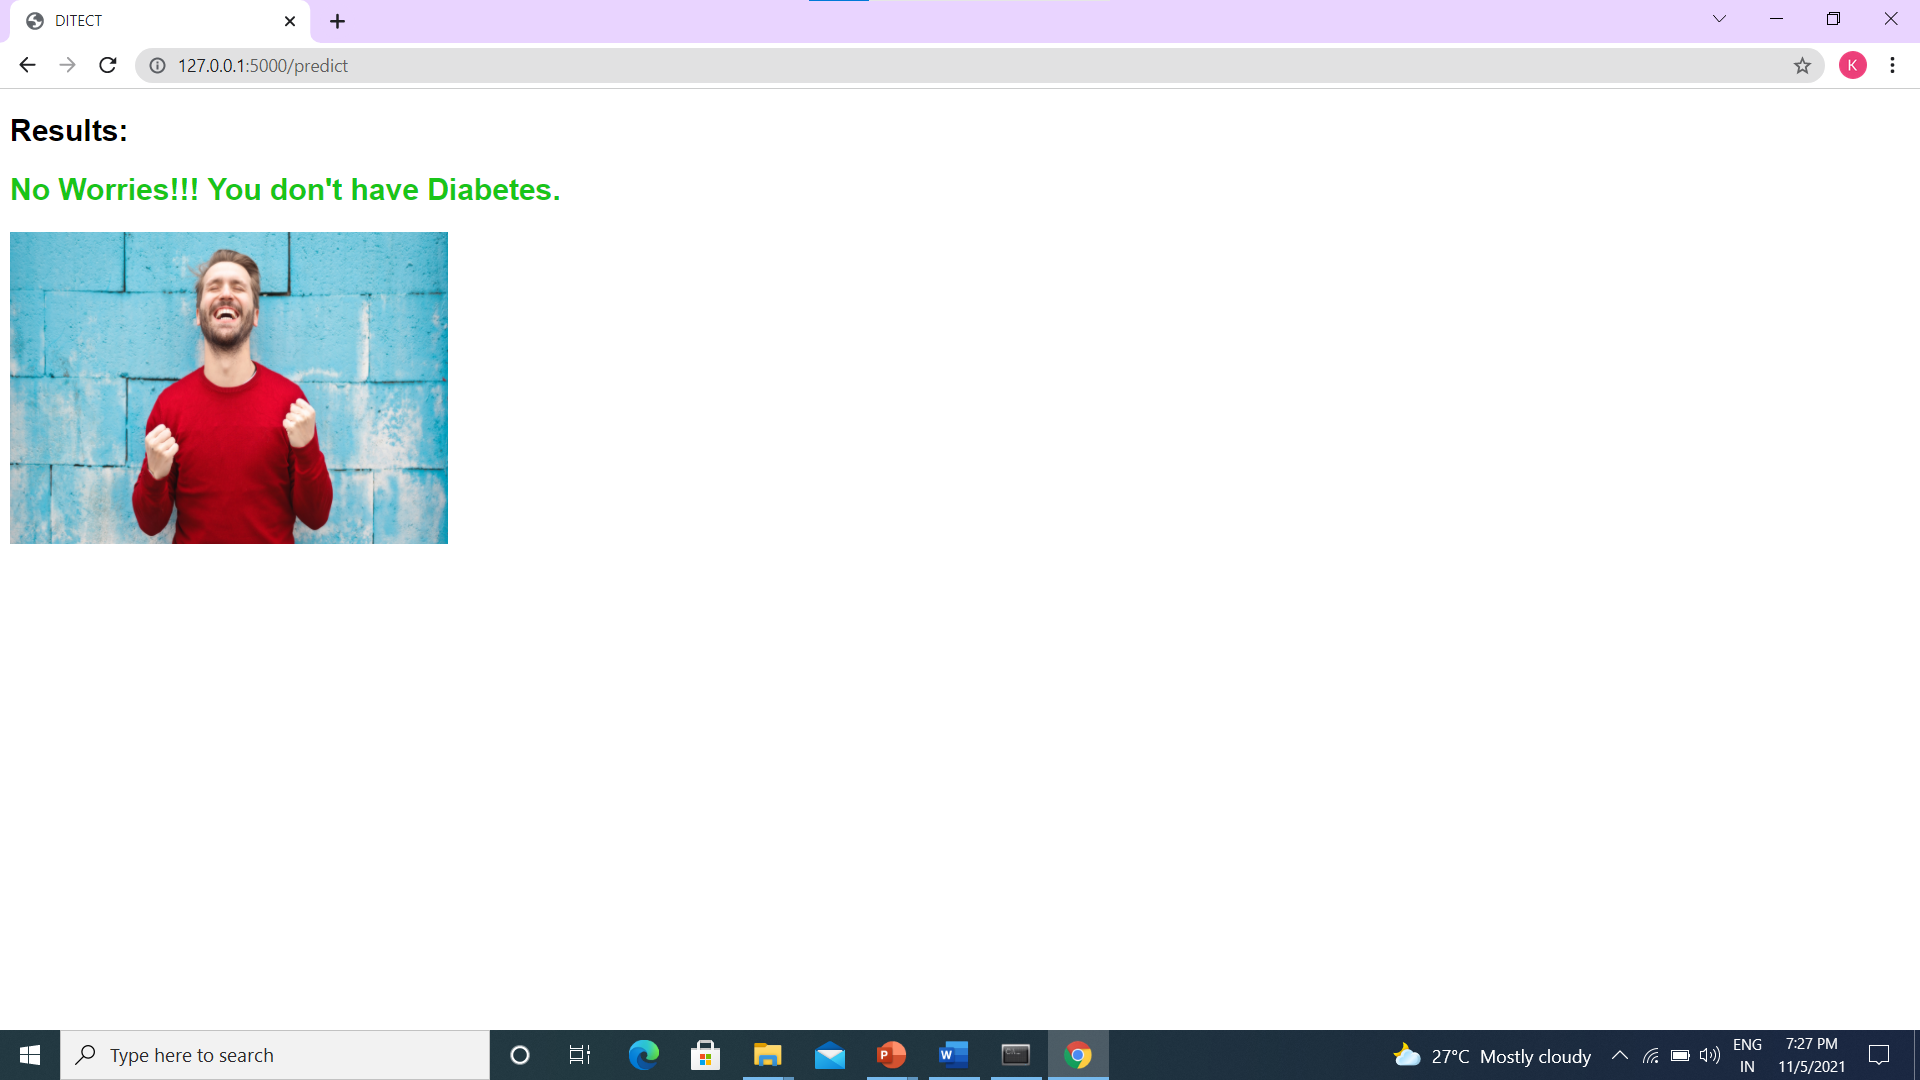 DITECT
127.0.0.1:5000/predict
K
Results:
No Worries!!! You don't have Diabetes.
Type here to search
27°C Mostly cloudy
ENG
IN
7:27 PM
11/5/2021